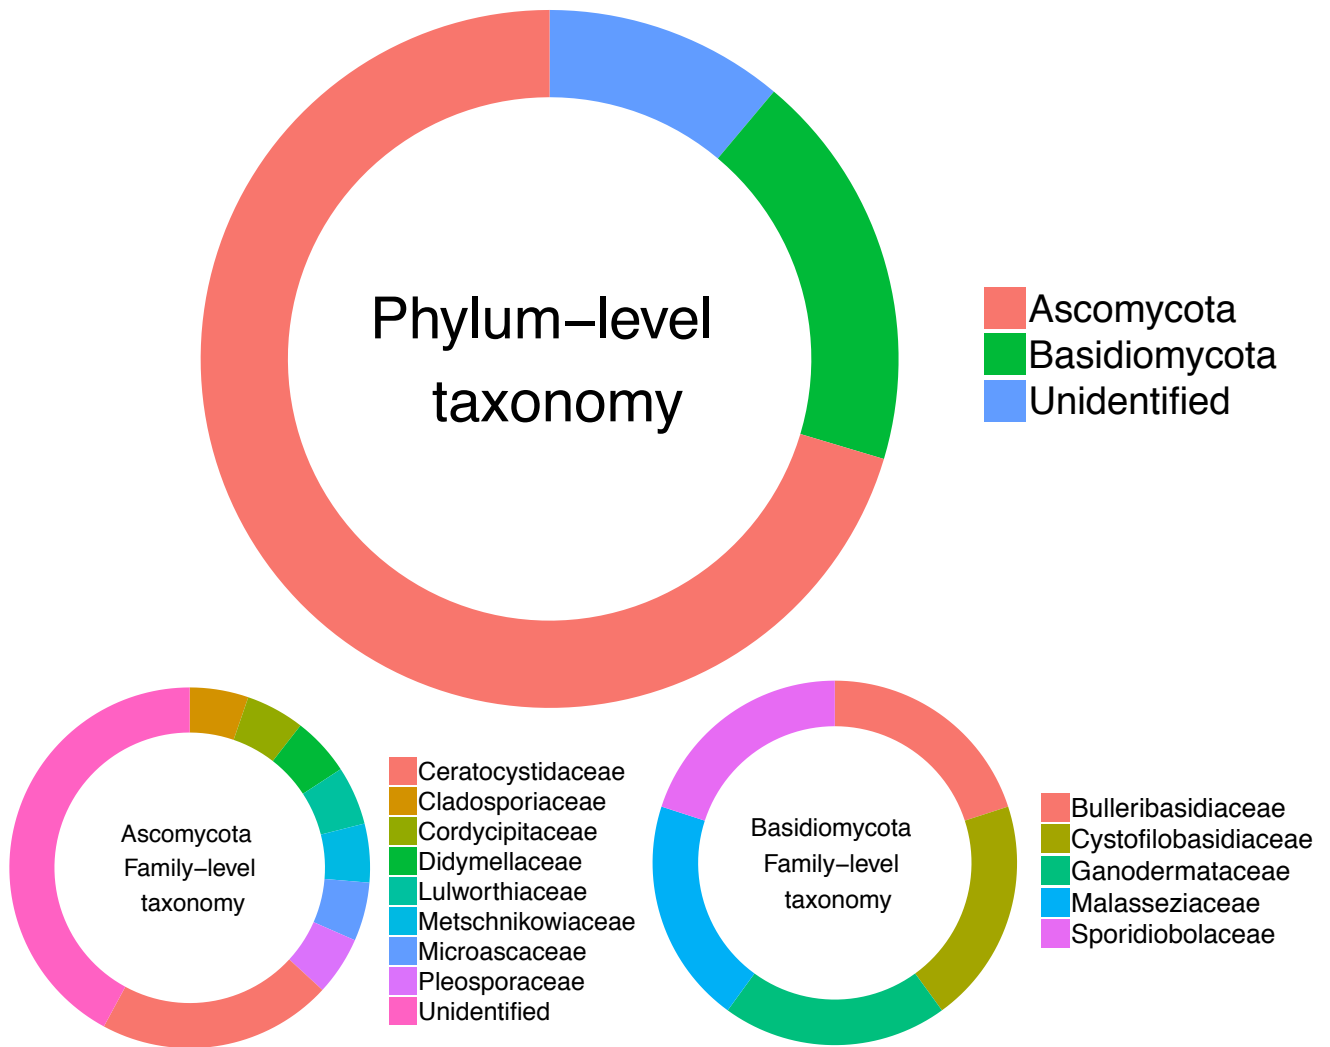 Phylum−level
taxonomy
Ascomycota
Basidiomycota
Unidentified
Ascomycota
Family−level
taxonomy
Ceratocystidaceae
Cladosporiaceae
Cordycipitaceae
Didymellaceae
Lulworthiaceae
Metschnikowiaceae
Microascaceae
Pleosporaceae
Unidentified
Basidiomycota
Family−level
taxonomy
Bulleribasidiaceae
Cystofilobasidiaceae
Ganodermataceae
Malasseziaceae
Sporidiobolaceae